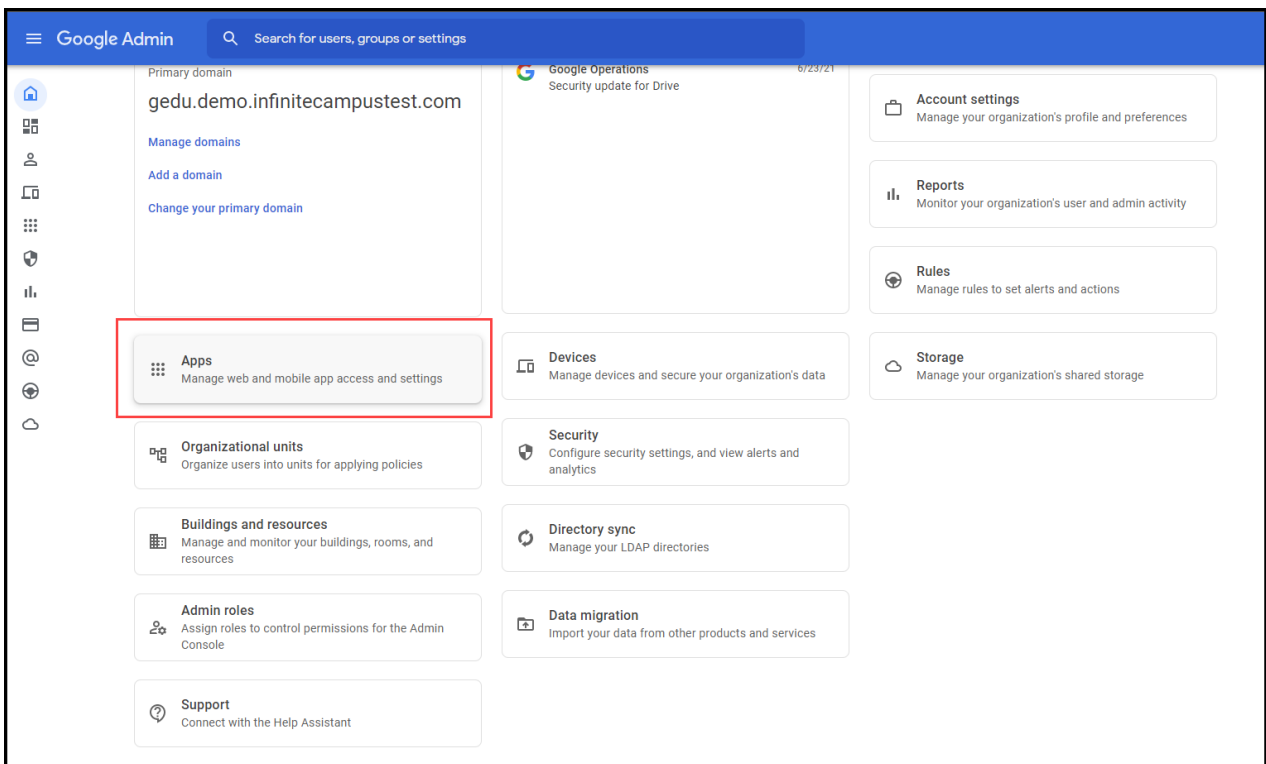 Google Admin
Search for users, groups or settings
Primary domain
gedu.demo.infinitecampustest.com
Manage domains
Add a domain
Change your primary domain
Google Operations
6/23/21
Security update for Drive
Account settings
Manage your organization's profile and preferences
Reports
Monitor your organization's user and admin activity
Rules
Manage rules to set alerts and actions
Apps
Manage web and mobile app access and settings
Devices
Manage devices and secure your organization's data
Storage
Manage your organization's shared storage
Organizational units
Organize users into units for applying policies
Security
Configure security settings, and view alerts and
analytics
Buildings and resources
Manage and monitor your buildings, rooms, and
resources
Directory sync
Manage your LDAP directories
Admin roles
Assign roles to control permissions for the Admin
Console
Data migration
Import your data from other products and services
Support
Connect with the Help Assistant